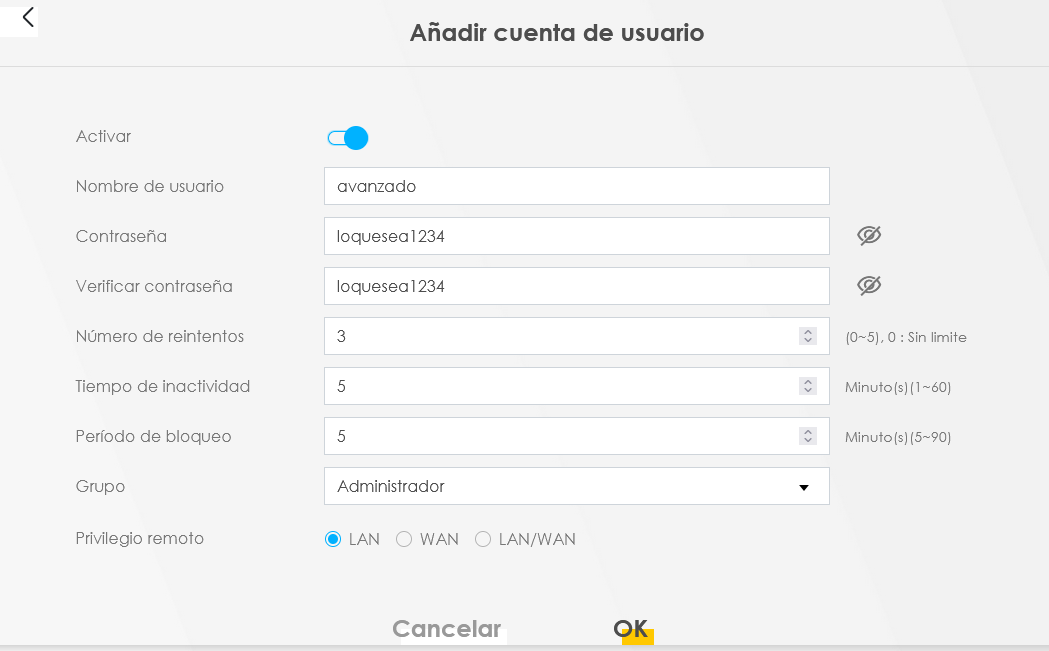 Añadir cuenta de usuario
Activar
Nombre de usuario avanzado
Contraseña loquesea1234
Verificar contraseña loquesea1234
Número de reintentos 3 (0~5), 0 : Sin limite
Tiempo de inactividad 5 Minuto(s)(1~60)
Período de bloqueo 5 Minuto(s)(5~90)
Grupo Administrador
Privilegio remoto LAN WAN LAN/WAN
Cancelar OK